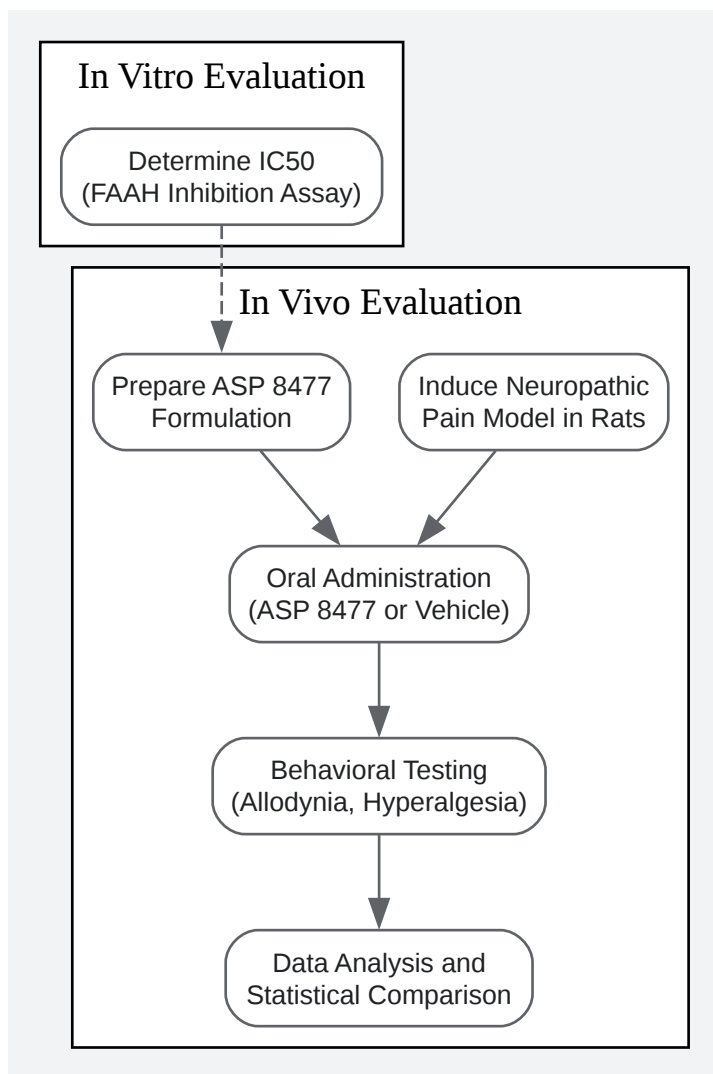 In Vitro Evaluation
Determine IC50
(FAAH Inhibition Assay)
In Vivo Evaluation
Prepare ASP 8477
Formulation
Induce Neuropathic
Pain Model in Rats
Oral Administration
(ASP 8477 or Vehicle)
Behavioral Testing
(Allodynia, Hyperalgesia)
Data Analysis and
Statistical Comparison